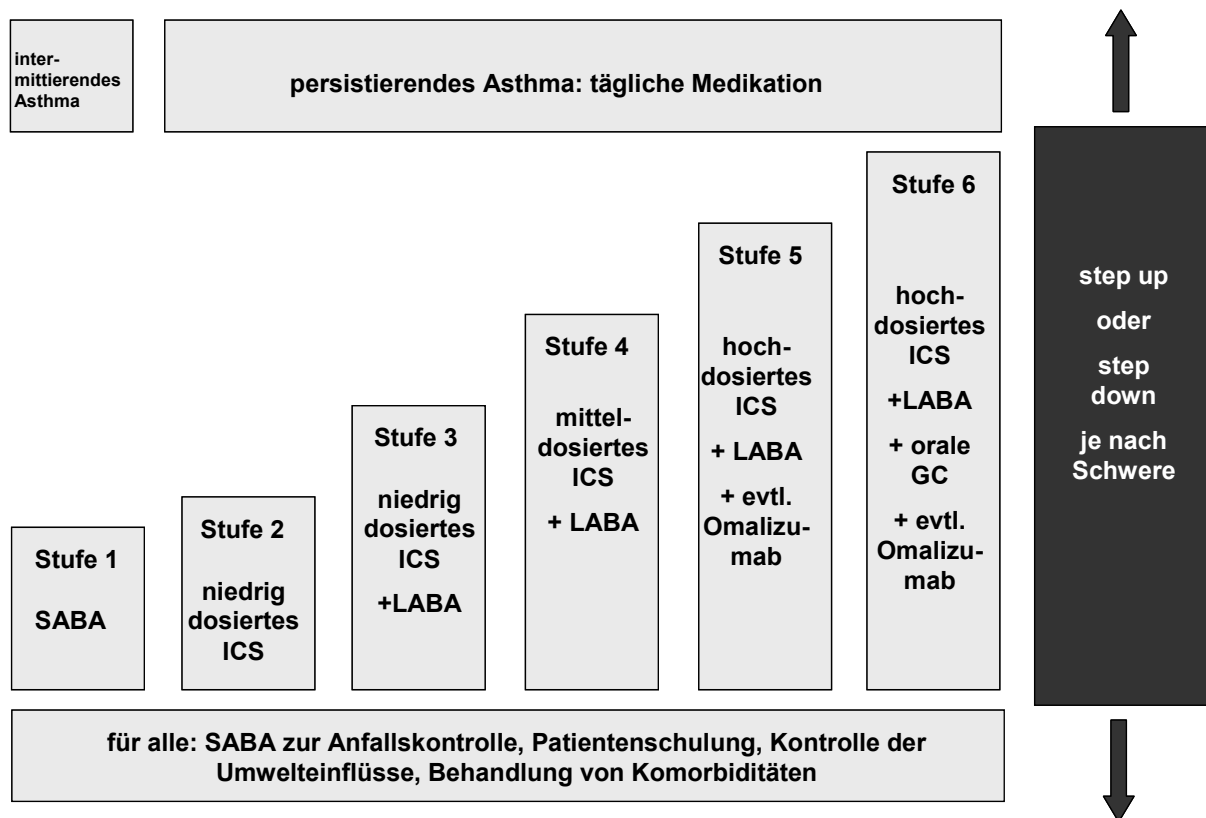 inter-
mittierendes
Asthma
persistierendes Asthma: tägliche Medikation
Stufe 1
SABA
Stufe 2
niedrig
dosiertes
ICS
Stufe 3
niedrig
dosiertes
ICS
+LABA
Stufe 4
mittel-
dosiertes
ICS
+ LABA
Stufe 5
hoch-
dosiertes
ICS
+ LABA
+ evtl.
Omalizu-
mab
Stufe 6
hoch-
dosiertes
ICS
+LABA
+ orale
GC
+ evtl.
Omalizu-
mab
step up
oder
step
down
je nach
Schwere
für alle: SABA zur Anfallskontrolle, Patientenschulung, Kontrolle der
Umwelteinflüsse, Behandlung von Komorbiditäten